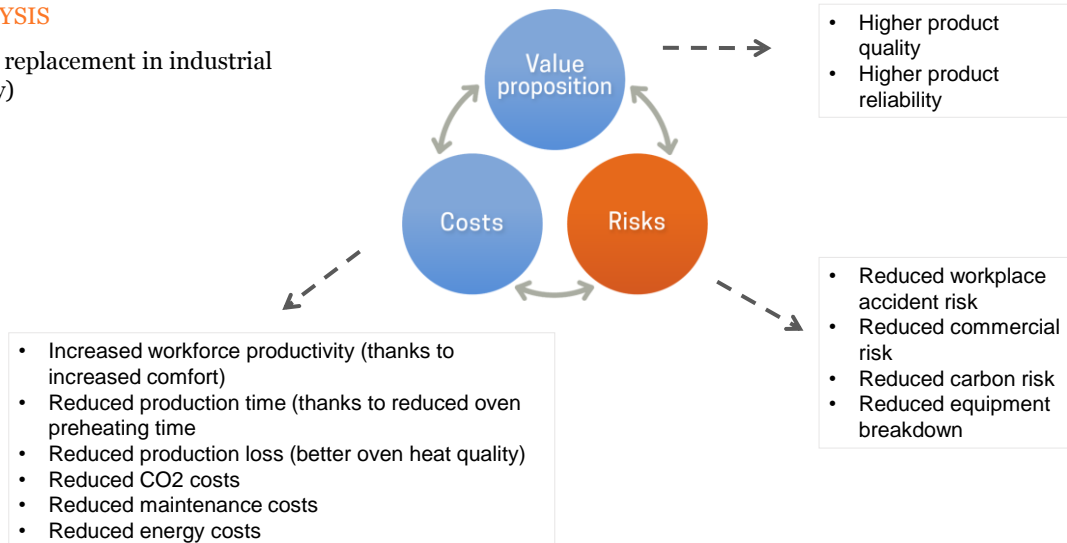 YSIS
replacement in industrial
y)
Value
proposition
• Higher product
quality
• Higher product
reliability
Costs
Risks
• Reduced workplace
accident risk
• Reduced commercial
risk
• Reduced carbon risk
• Reduced equipment
breakdown
• Increased workforce productivity (thanks to
increased comfort)
• Reduced production time (thanks to reduced oven
preheating time
• Reduced production loss (better oven heat quality)
• Reduced CO2 costs
• Reduced maintenance costs
• Reduced energy costs